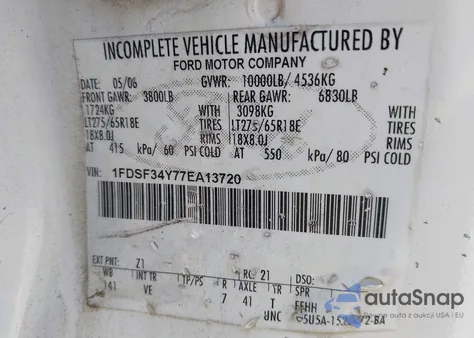 INCOMPLETE VEHICLE MANUFACTURED BY
FORD MOTOR COMPANY
DATE: 05/06 GVWR: 10000LB/ 4536KG
FRONT GAWR: 3800LB REAR GAWR: 6830LB
1724KG WITH 3098KG WITH
LT275/65R18E TIRES LT275/65R18E TIRES
18X8.0J RIMS 18X8.0J RIMS
AT 415 kPa/ 60 PSI COLD AT 550 kPa/ 80 PSI COLD
VIN: 1FDSF34Y77EA13720
EXT PNT: Z1 RC: 21 DSO:
WB INT TR TP/PS R AXLE TR SPR
141 VE 7 41 T FFHH
UNC
autoSnap